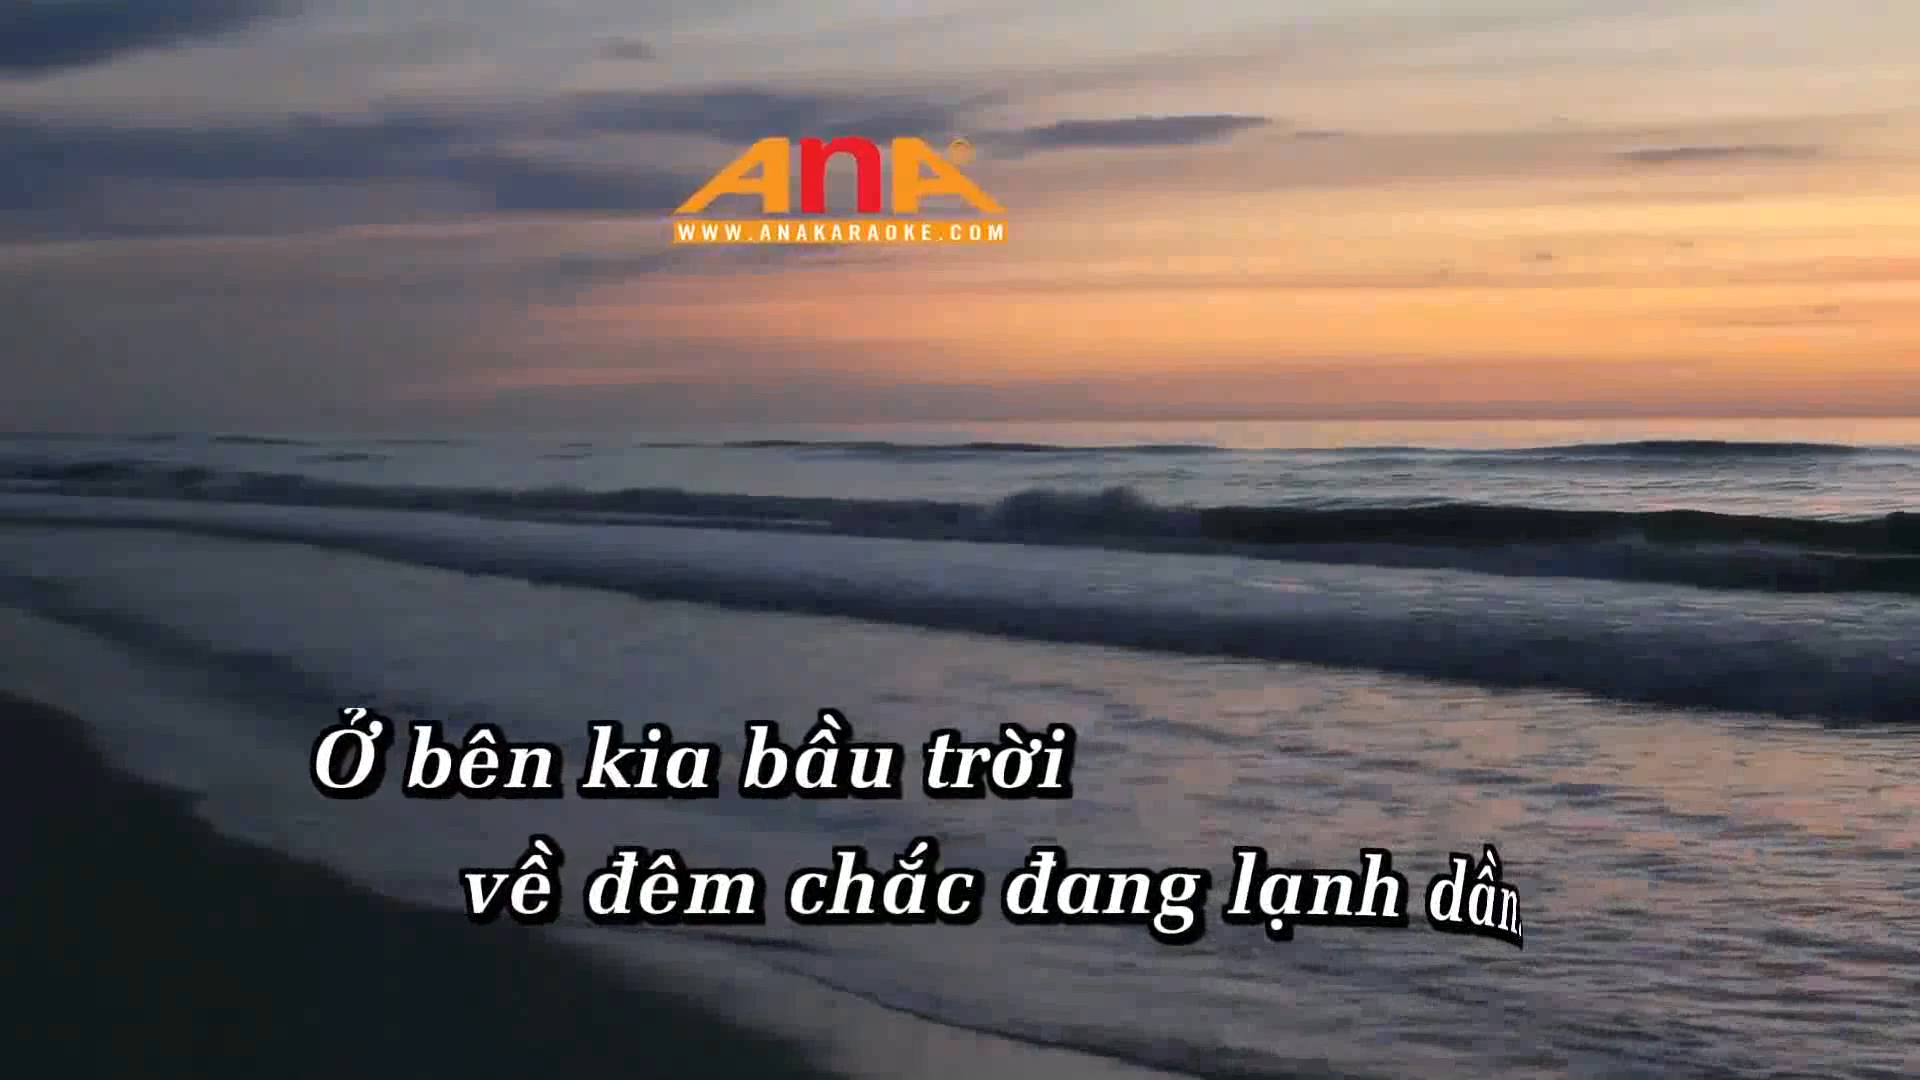 AnA
WWW.ANAKARAOKE.COM
Ở bên kia bầu trời
về đêm chắc đang lạnh dần.